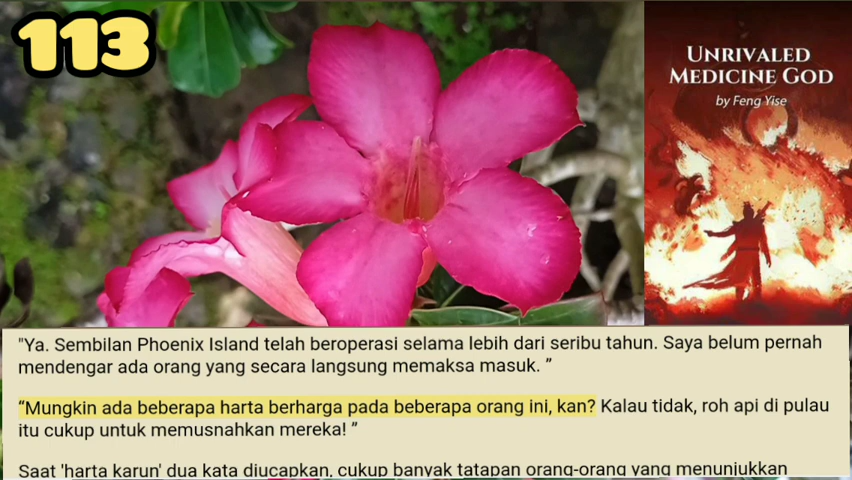 113
UNRIVALED
MEDICINE GOD
by Feng Yise
"Ya. Sembilan Phoenix Island telah beroperasi selama lebih dari seribu tahun. Saya belum pernah
mendengar ada orang yang secara langsung memaksa masuk. ”
“Mungkin ada beberapa harta berharga pada beberapa orang ini, kan? Kalau tidak, roh api di pulau
itu cukup untuk memusnahkan mereka! ”
Saat 'harta karun' dua kata diucapkan, cukup banyak tatapan orang-orang yang menunjukkan